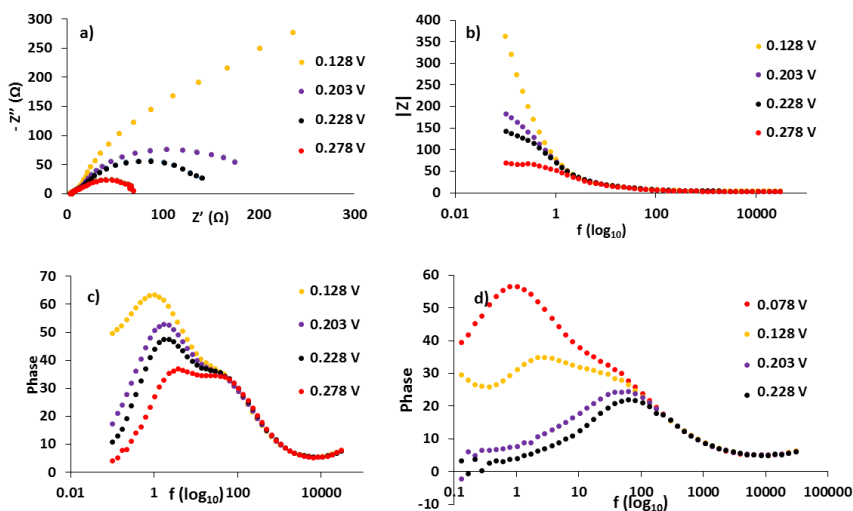 a)
300
250
200
150
100
50
0
- Z'' (Ω)
0
100
200
300
Z' (Ω)
0.128 V
0.203 V
0.228 V
0.278 V
b)
400
350
300
250
200
150
100
50
0
|Z|
0.01
1
100
10000
f (log10)
0.128 V
0.203 V
0.228 V
0.278 V
c)
70
60
50
40
30
20
10
0
Phase
0.01
1
100
10000
f (log10)
0.128 V
0.203 V
0.228 V
0.278 V
d)
60
50
40
30
20
10
0
-10
Phase
0.1
1
10
100
1000
10000
100000
f (log10)
0.078 V
0.128 V
0.203 V
0.228 V